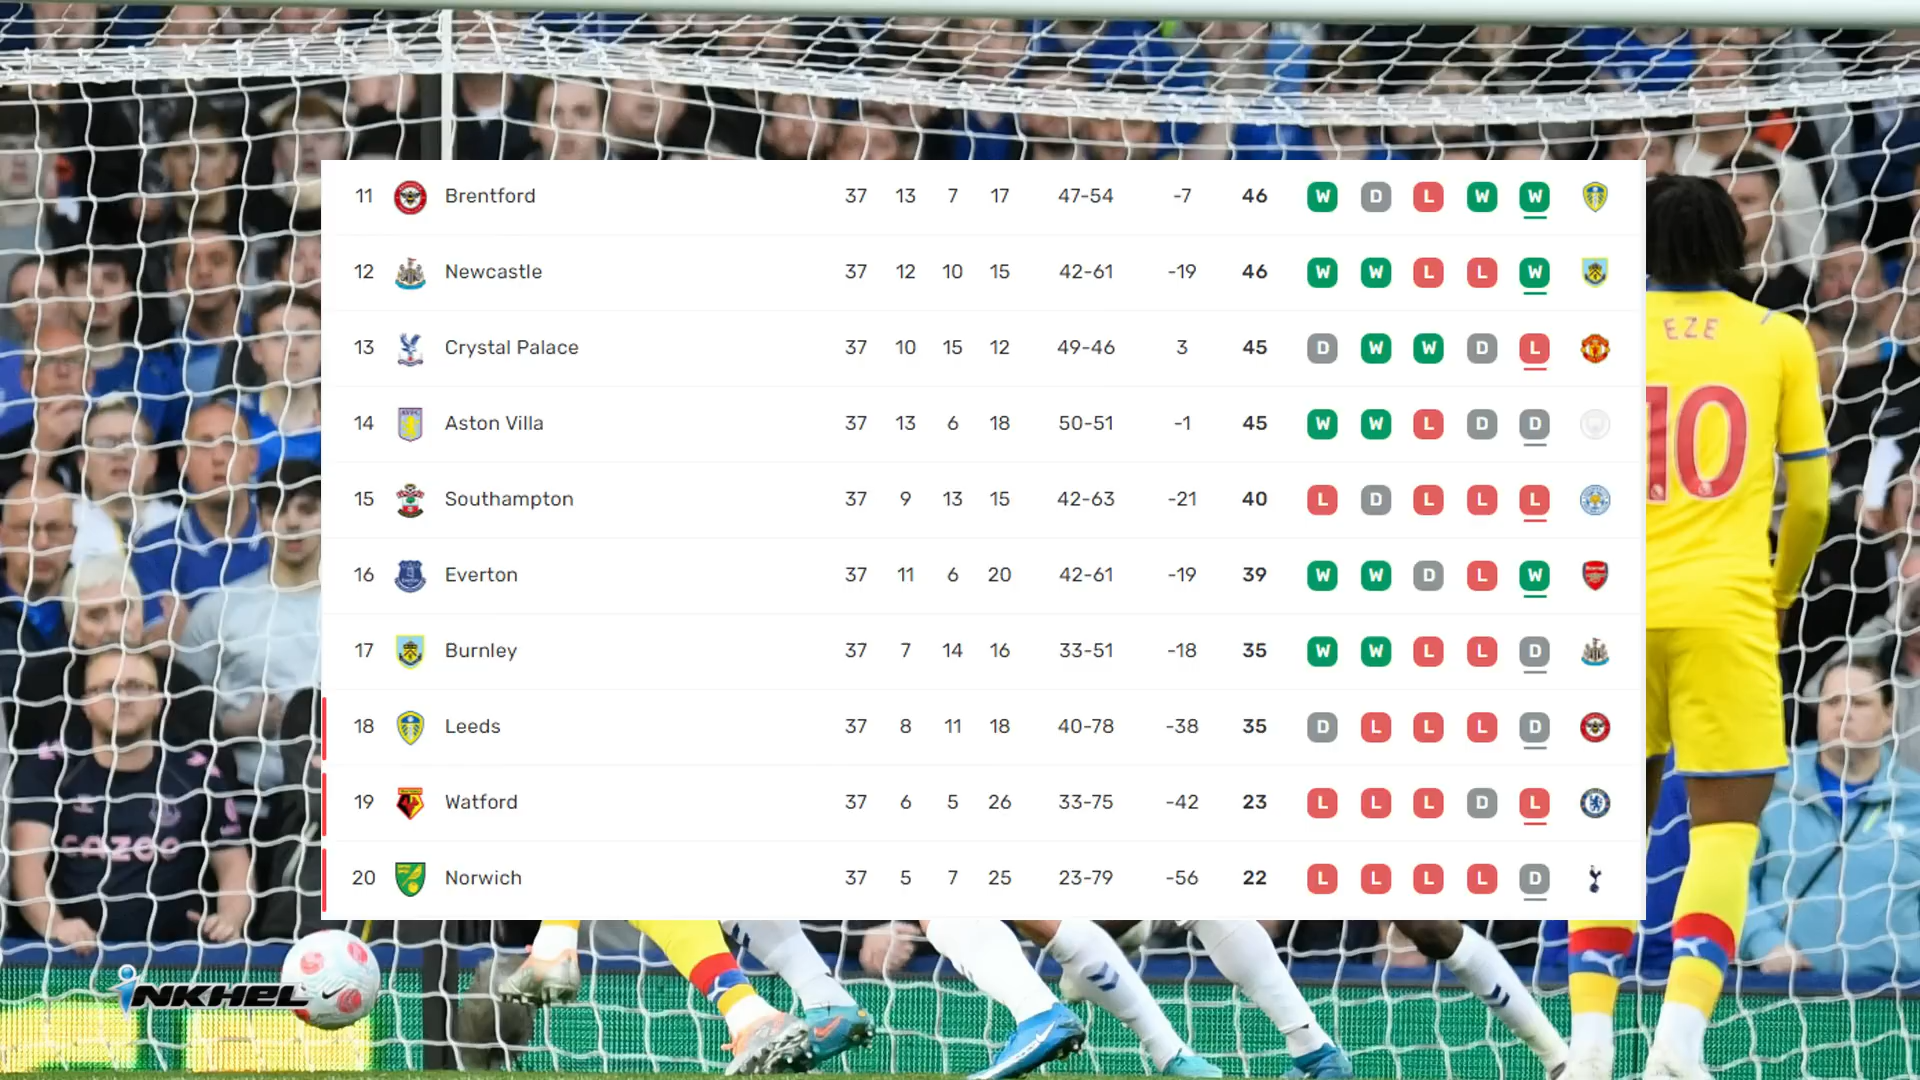 11 Brentford 37 13 7 17 47-54 -7 46 W D L W W
12 Newcastle 37 12 10 15 42-61 -19 46 W W L L W
13 Crystal Palace 37 10 15 12 49-46 3 45 D W W D L
14 Aston Villa 37 13 6 18 50-51 -1 45 W W L D D
15 Southampton 37 9 13 15 42-63 -21 40 L D L L L
16 Everton 37 11 6 20 42-61 -19 39 W W D L W
17 Burnley 37 7 14 16 33-51 -18 35 W W L L D
18 Leeds 37 8 11 18 40-78 -38 35 D L L L D
19 Watford 37 6 5 26 33-75 -42 23 L L L D L
20 Norwich 37 5 7 25 23-79 -56 22 L L L L D
EZE
10
cazoo
iNKHEL